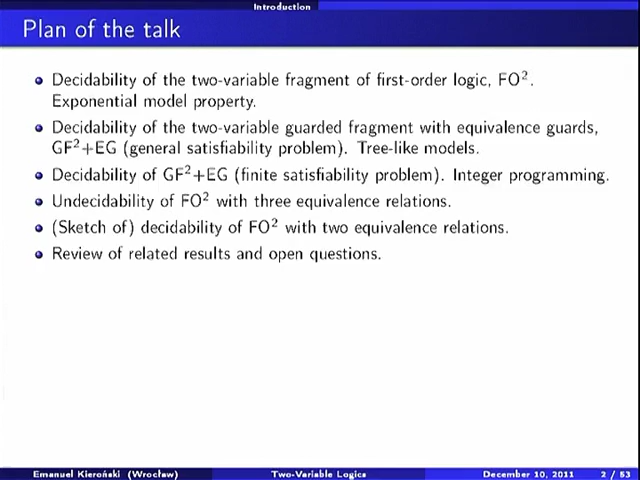 Introduction
Plan of the talk
• Decidability of the two-variable fragment of first-order logic, FO².
Exponential model property.
• Decidability of the two-variable guarded fragment with equivalence guards,
GF²+EG (general satisfiability problem). Tree-like models.
• Decidability of GF²+EG (finite satisfiability problem). Integer programming.
• Undecidability of FO² with three equivalence relations.
• (Sketch of) decidability of FO² with two equivalence relations.
• Review of related results and open questions.
Emanuel Kieroński (Wrocław) Two-Variable Logics December 10, 2011 2 / 53